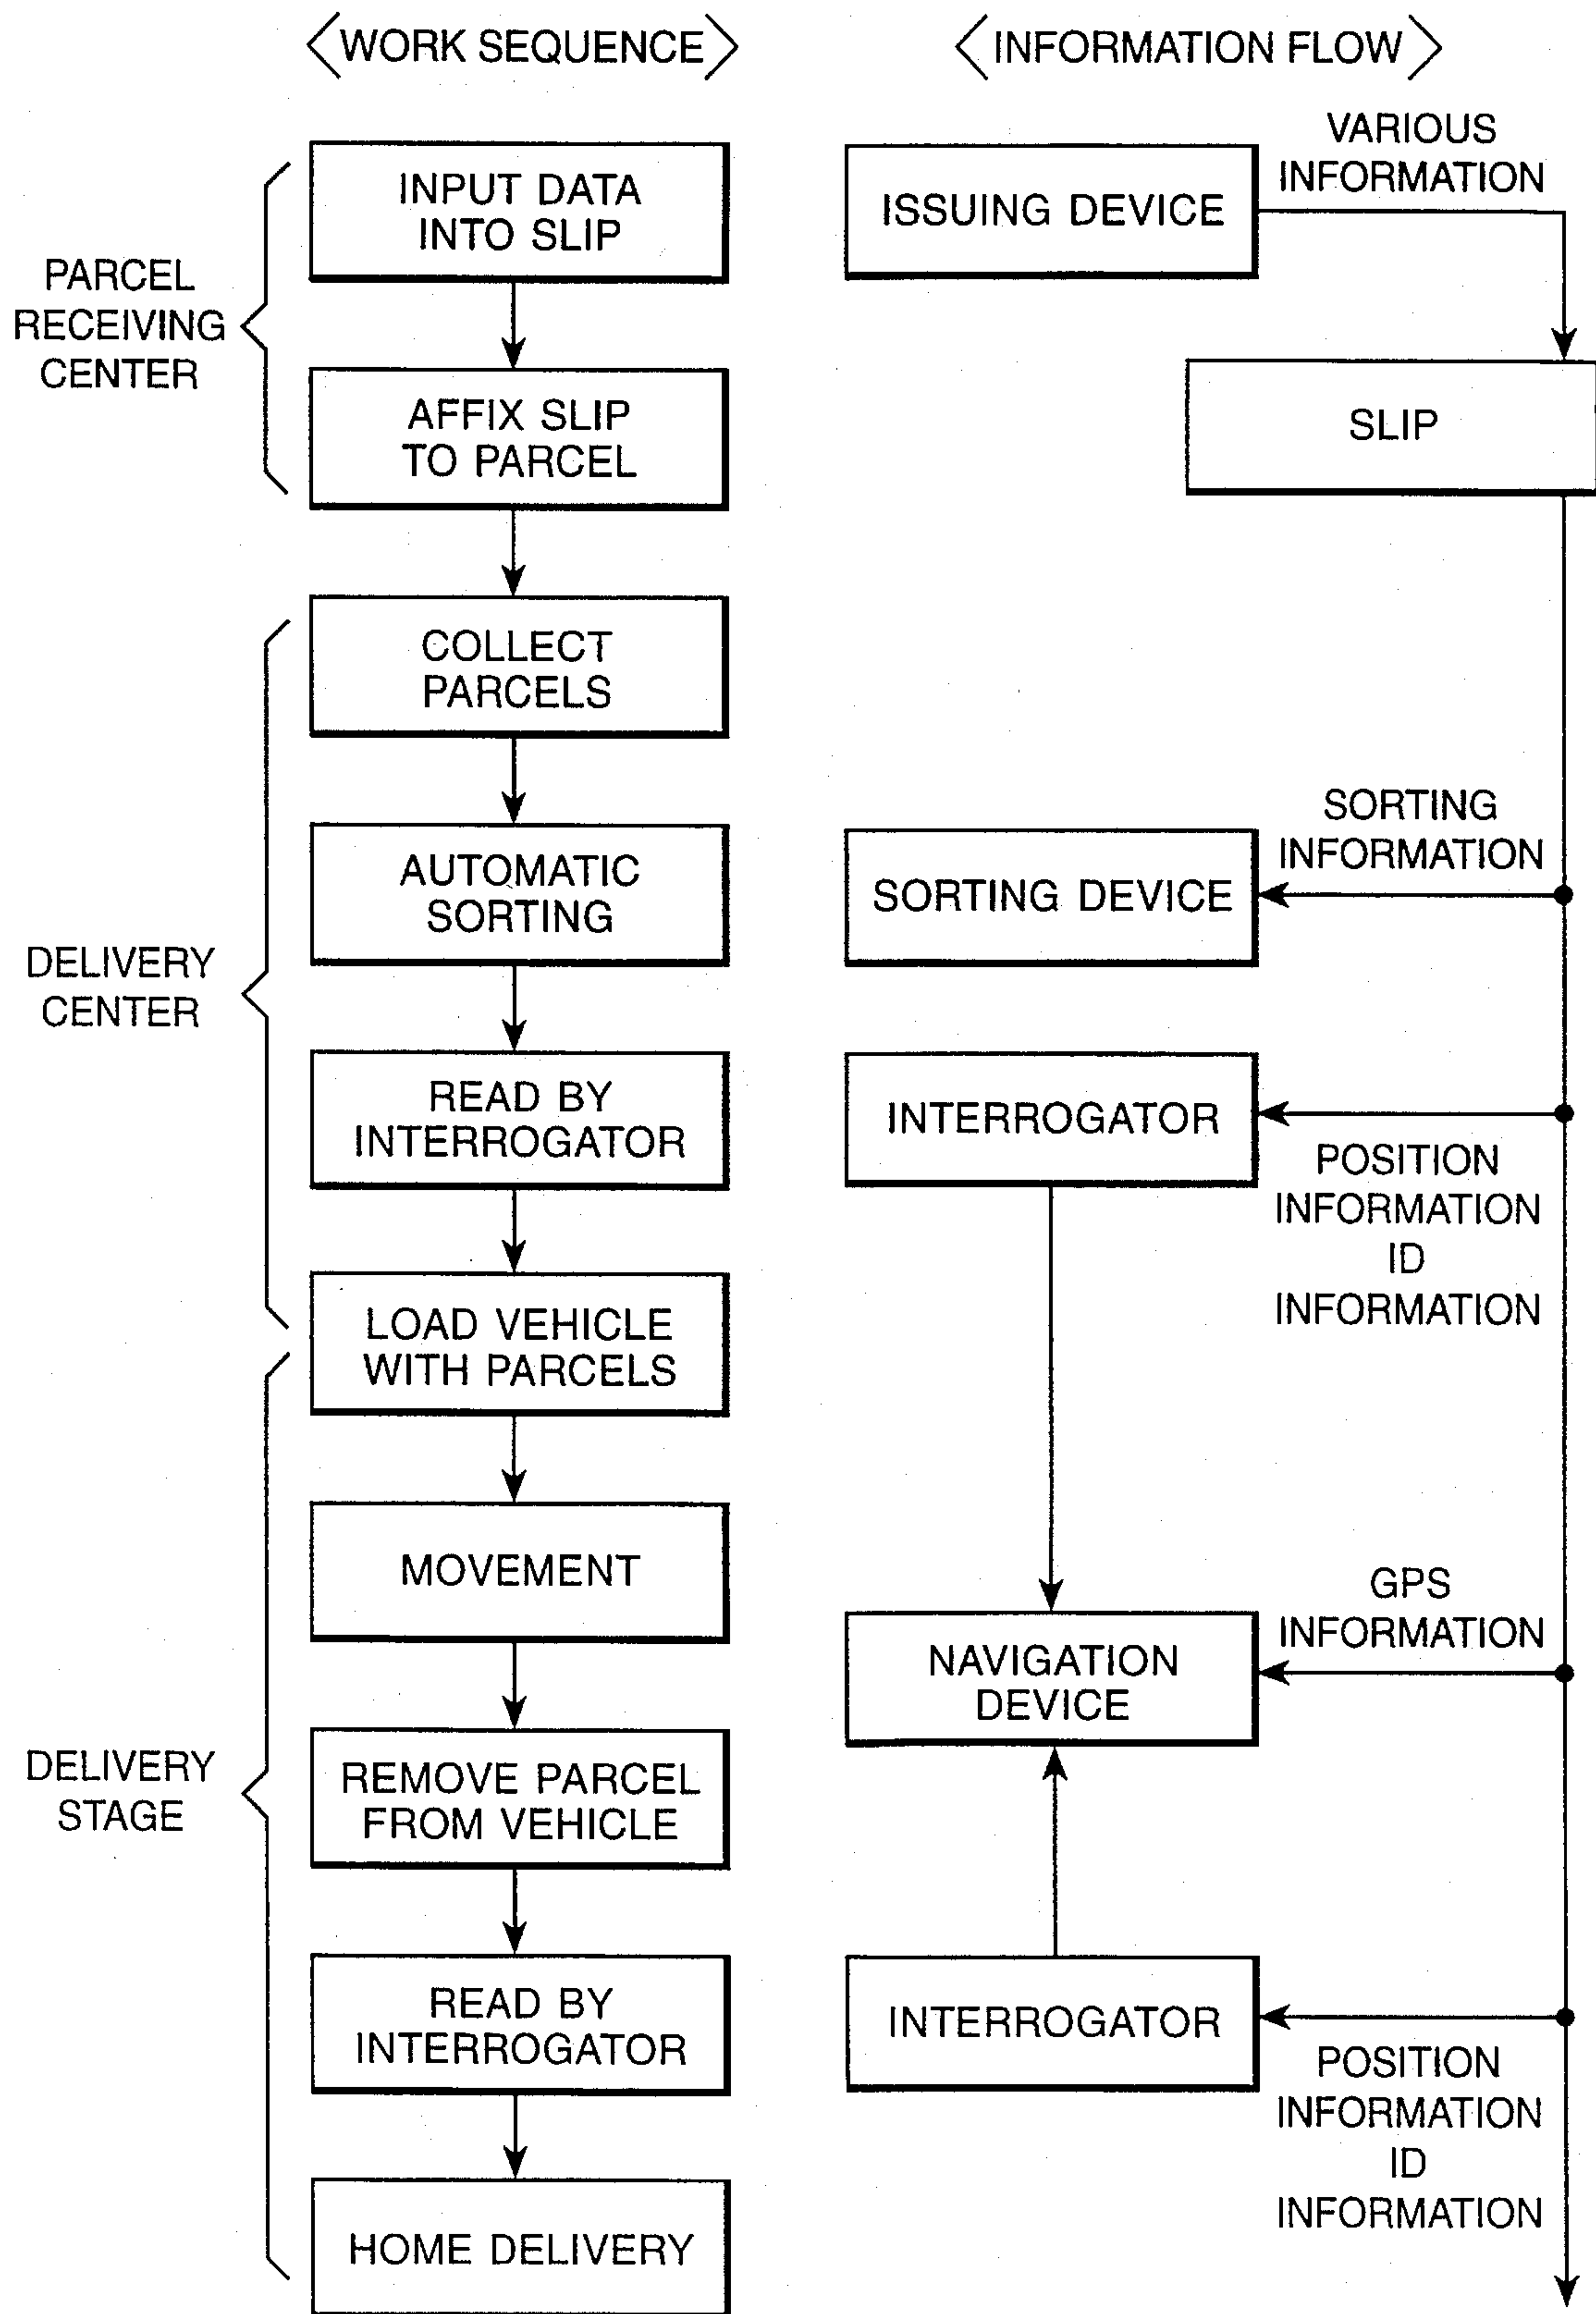 <WORK SEQUENCE>
<INFORMATION FLOW>
PARCEL
RECEIVING
CENTER
INPUT DATA
INTO SLIP
AFFIX SLIP
TO PARCEL
DELIVERY
CENTER
COLLECT
PARCELS
AUTOMATIC
SORTING
READ BY
INTERROGATOR
LOAD VEHICLE
WITH PARCELS
DELIVERY
STAGE
MOVEMENT
REMOVE PARCEL
FROM VEHICLE
READ BY
INTERROGATOR
HOME DELIVERY
ISSUING DEVICE
VARIOUS
INFORMATION
SLIP
SORTING DEVICE
SORTING
INFORMATION
INTERROGATOR
POSITION
INFORMATION
ID
INFORMATION
NAVIGATION
DEVICE
GPS
INFORMATION
INTERROGATOR
POSITION
INFORMATION
ID
INFORMATION